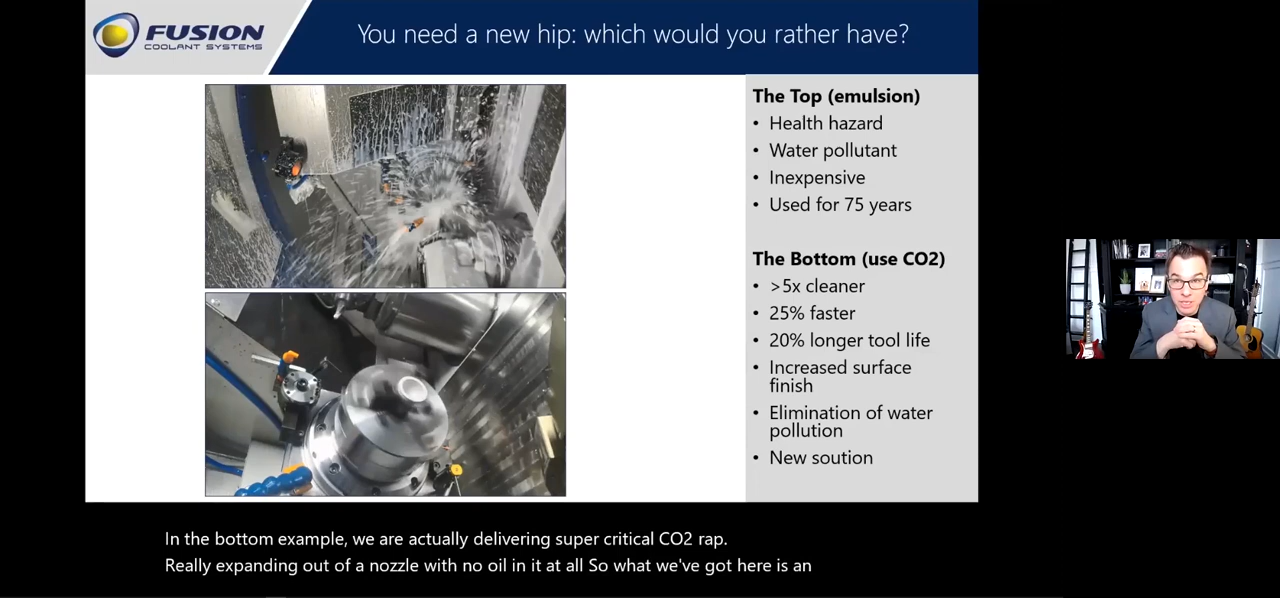 FUSION
COOLANT SYSTEMS
You need a new hip: which would you rather have?
The Top (emulsion)
• Health hazard
• Water pollutant
• Inexpensive
• Used for 75 years
The Bottom (use CO2)
• >5x cleaner
• 25% faster
• 20% longer tool life
• Increased surface
finish
• Elimination of water
pollution
• New soution
In the bottom example, we are actually delivering super critical CO2 rap.
Really expanding out of a nozzle with no oil in it at all So what we've got here is an